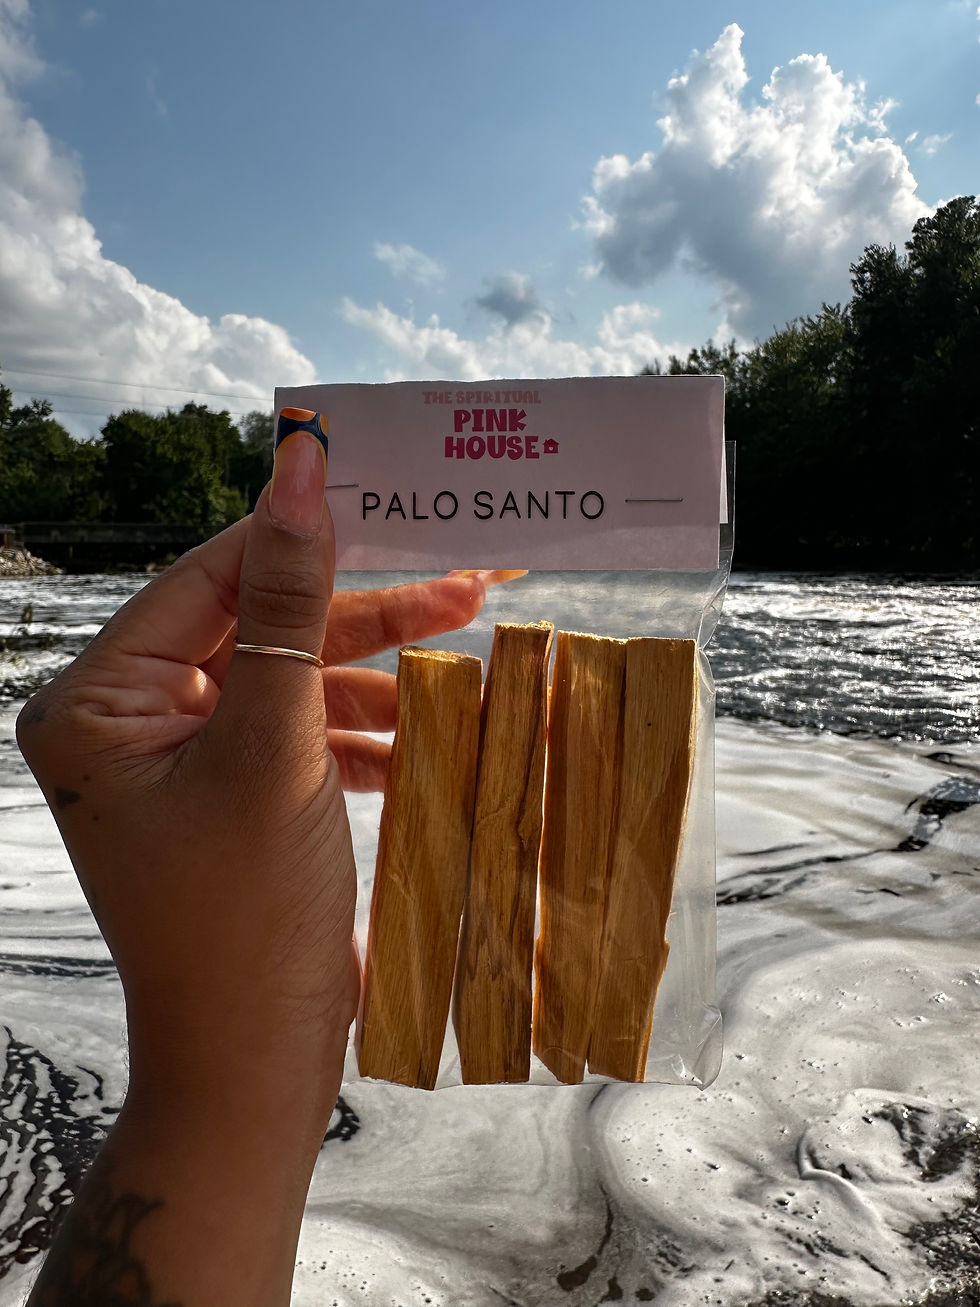 THE SPIRITUAL
PINK
HOUSE
PALO SANTO